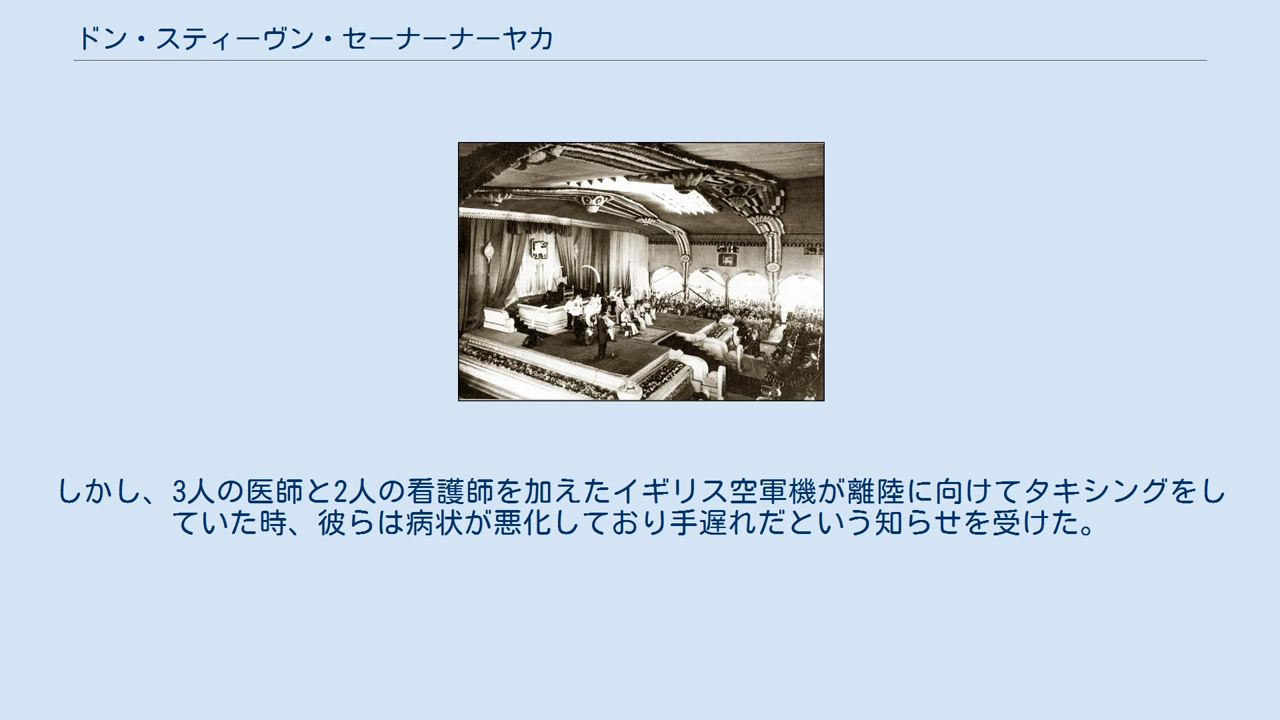 ドン・スティーヴン・セーナーナーヤカ
しかし、3人の医師と2人の看護師を加えたイギリス空軍機が離陸に向けてタキシングをし
ていた時、彼らは病状が悪化しており手遅れだという知らせを受けた。